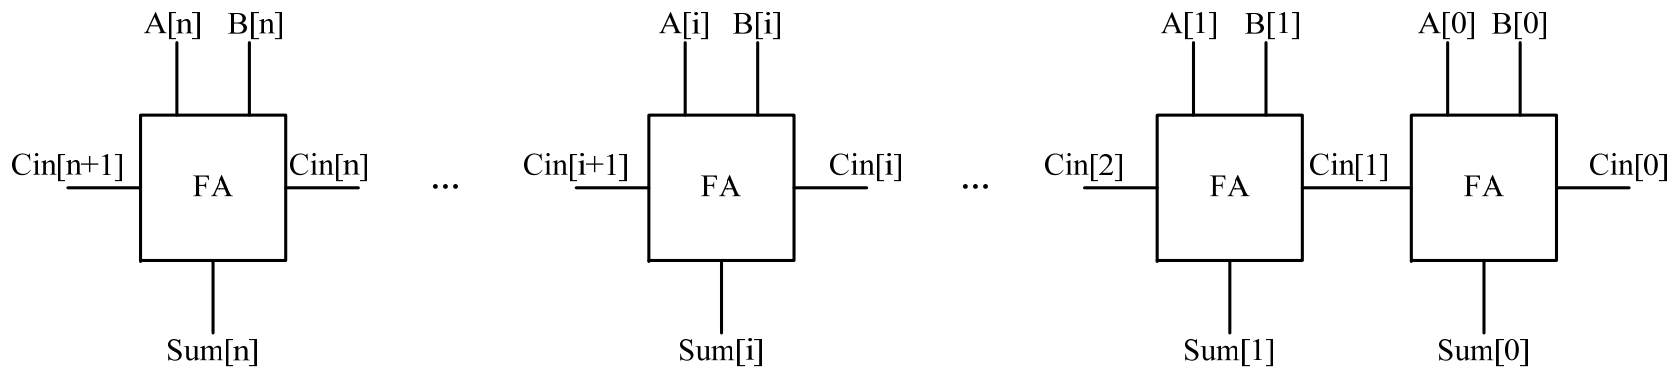 A[n] B[n] A[i] B[i] A[1] B[1] A[0] B[0]
Cin[n+1] FA Cin[n] ... Cin[i+1] FA Cin[i] ... Cin[2] FA Cin[1] FA Cin[0]
Sum[n] Sum[i] Sum[1] Sum[0]